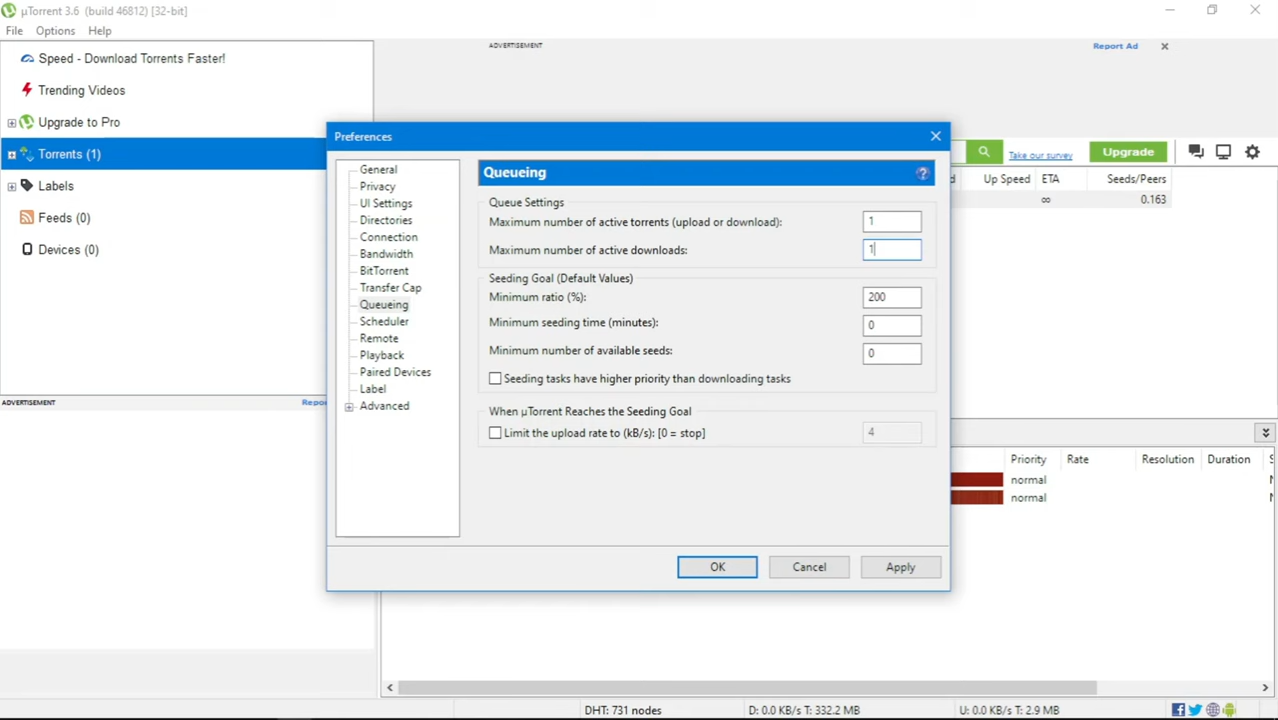 µTorrent 3.6 (build 46812) [32-bit]
File Options Help
Speed - Download Torrents Faster!
Trending Videos
Upgrade to Pro
Torrents (1)
Labels
Feeds (0)
Devices (0)
ADVERTISEMENT
ADVERTISEMENT
Report Ad
Take our survey
Upgrade
Up Speed ETA Seeds/Peers
∞ 0.163
Preferences
General
Privacy
UI Settings
Directories
Connection
Bandwidth
BitTorrent
Transfer Cap
Queueing
Scheduler
Remote
Playback
Paired Devices
Label
Advanced
Queueing
Queue Settings
Maximum number of active torrents (upload or download): 1
Maximum number of active downloads: 1
Seeding Goal (Default Values)
Minimum ratio (%): 200
Minimum seeding time (minutes): 0
Minimum number of available seeds: 0
Seeding tasks have higher priority than downloading tasks
When µTorrent Reaches the Seeding Goal
Limit the upload rate to (kB/s): [0 = stop] 4
OK Cancel Apply
Priority Rate Resolution Duration
normal
normal
DHT: 731 nodes D: 0.0 KB/s T: 332.2 MB U: 0.0 KB/s T: 2.9 MB